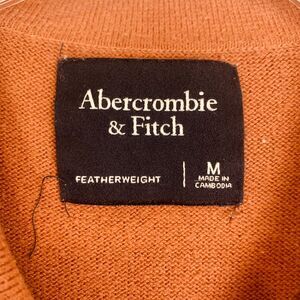 Abercrombie
& Fitch
FEATHERWEIGHT
M
MADE IN
CAMBODIA